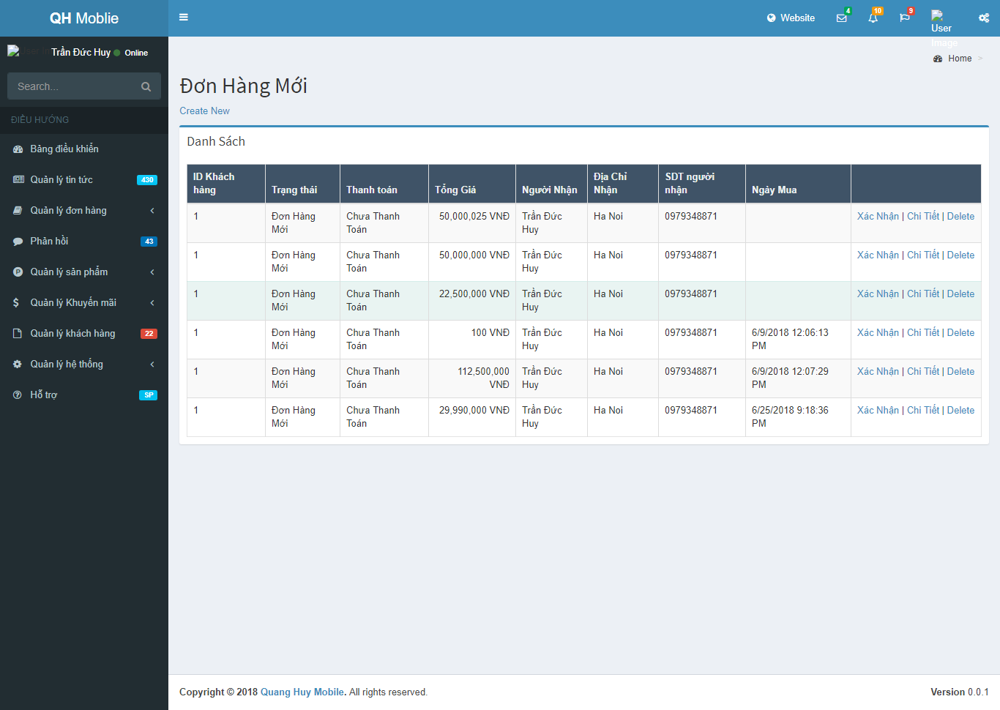 QH Moblie
Website
4
10
9
User Image
Trần Đức Huy Online
Search...
ĐIỀU HƯỚNG
Bảng điều khiển
Quản lý tin tức 430
Quản lý đơn hàng
Phản hồi 43
Quản lý sản phẩm
Quản lý Khuyến mãi
Quản lý khách hàng 22
Quản lý hệ thống
Hỗ trợ SP
Home >
Đơn Hàng Mới
Create New
Danh Sách
ID Khách hàng Trạng thái Thanh toán Tổng Giá Người Nhận Địa Chỉ Nhận SDT người nhận Ngày Mua
1 Đơn Hàng Mới Chưa Thanh Toán 50,000,025 VNĐ Trần Đức Huy Ha Noi 0979348871 Xác Nhận | Chi Tiết | Delete
1 Đơn Hàng Mới Chưa Thanh Toán 50,000,000 VNĐ Trần Đức Huy Ha Noi 0979348871 Xác Nhận | Chi Tiết | Delete
1 Đơn Hàng Mới Chưa Thanh Toán 22,500,000 VNĐ Trần Đức Huy Ha Noi 0979348871 Xác Nhận | Chi Tiết | Delete
1 Đơn Hàng Mới Chưa Thanh Toán 100 VNĐ Trần Đức Huy Ha Noi 0979348871 6/9/2018 12:06:13 PM Xác Nhận | Chi Tiết | Delete
1 Đơn Hàng Mới Chưa Thanh Toán 112,500,000 VNĐ Trần Đức Huy Ha Noi 0979348871 6/9/2018 12:07:29 PM Xác Nhận | Chi Tiết | Delete
1 Đơn Hàng Mới Chưa Thanh Toán 29,990,000 VNĐ Trần Đức Huy Ha Noi 0979348871 6/25/2018 9:18:36 PM Xác Nhận | Chi Tiết | Delete
Copyright © 2018 Quang Huy Mobile. All rights reserved.
Version 0.0.1